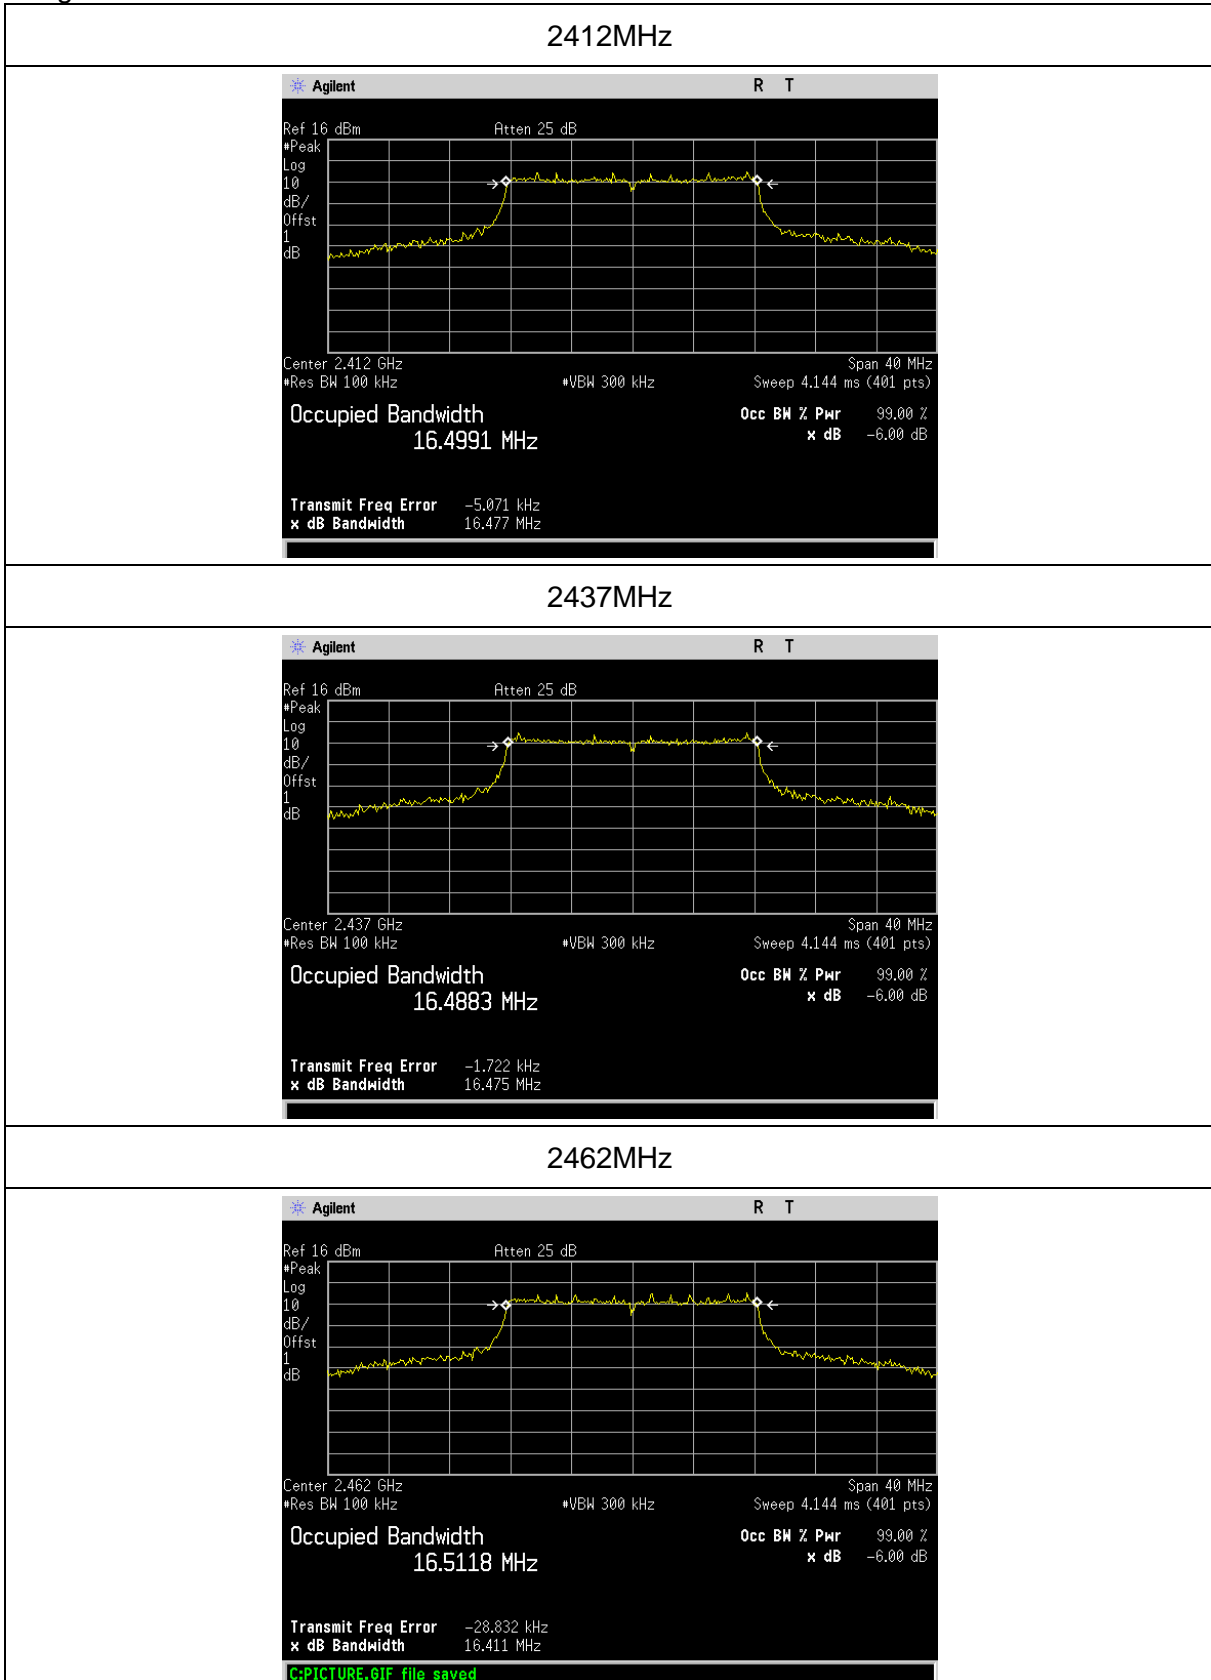 2412MHz
Agilent R T
Ref 16 dBm Atten 25 dB
#Peak
Log
10
dB/
Offst
1
dB
Center 2.412 GHz Span 40 MHz
#Res BW 100 kHz #VBW 300 kHz Sweep 4.144 ms (401 pts)
Occupied Bandwidth Occ BW % Pwr 99.00 %
16.4991 MHz x dB -6.00 dB
Transmit Freq Error -5.071 kHz
x dB Bandwidth 16.477 MHz
2437MHz
Agilent R T
Ref 16 dBm Atten 25 dB
#Peak
Log
10
dB/
Offst
1
dB
Center 2.437 GHz Span 40 MHz
#Res BW 100 kHz #VBW 300 kHz Sweep 4.144 ms (401 pts)
Occupied Bandwidth Occ BW % Pwr 99.00 %
16.4883 MHz x dB -6.00 dB
Transmit Freq Error -1.722 kHz
x dB Bandwidth 16.475 MHz
2462MHz
Agilent R T
Ref 16 dBm Atten 25 dB
#Peak
Log
10
dB/
Offst
1
dB
Center 2.462 GHz Span 40 MHz
#Res BW 100 kHz #VBW 300 kHz Sweep 4.144 ms (401 pts)
Occupied Bandwidth Occ BW % Pwr 99.00 %
16.5118 MHz x dB -6.00 dB
Transmit Freq Error -28.832 kHz
x dB Bandwidth 16.411 MHz
C:PICTURE.GIF file saved